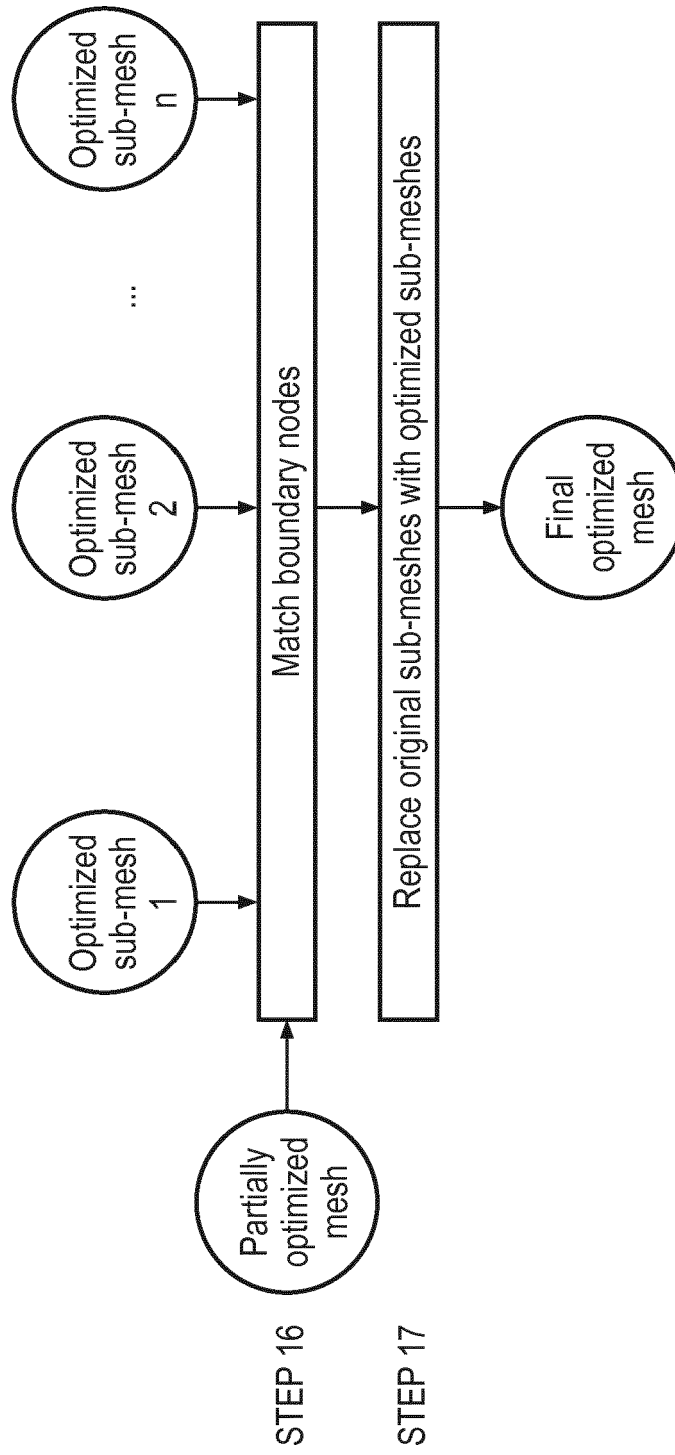 Optimized
sub-mesh
1
Optimized
sub-mesh
2
...
Optimized
sub-mesh
n
STEP 16
Partially
optimized
mesh
Match boundary nodes
STEP 17
Replace original sub-meshes with optimized sub-meshes
Final
optimized
mesh